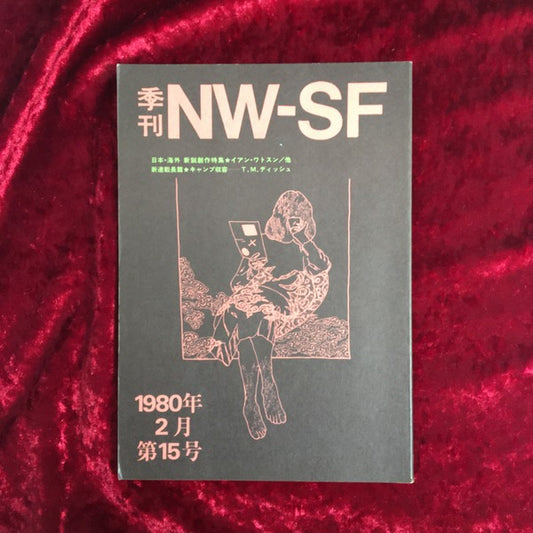 季刊 NW-SF
日本・海外 新鋭創作特集★イアン・ワトスン/他
新連載長篇★キャンプ収容 T.M.ディッシュ
1980年
2月
第15号